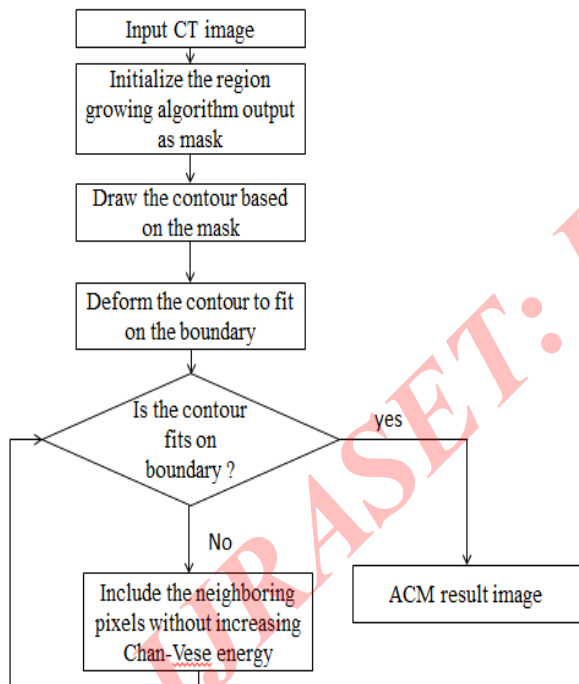 Input CT image
Initialize the region
growing algorithm output
as mask
Draw the contour based
on the mask
Deform the contour to fit
on the boundary
Is the contour
fits on
boundary ?
yes
No
Include the neighboring
pixels without increasing
Chan-Vese energy
ACM result image
IJRASET: